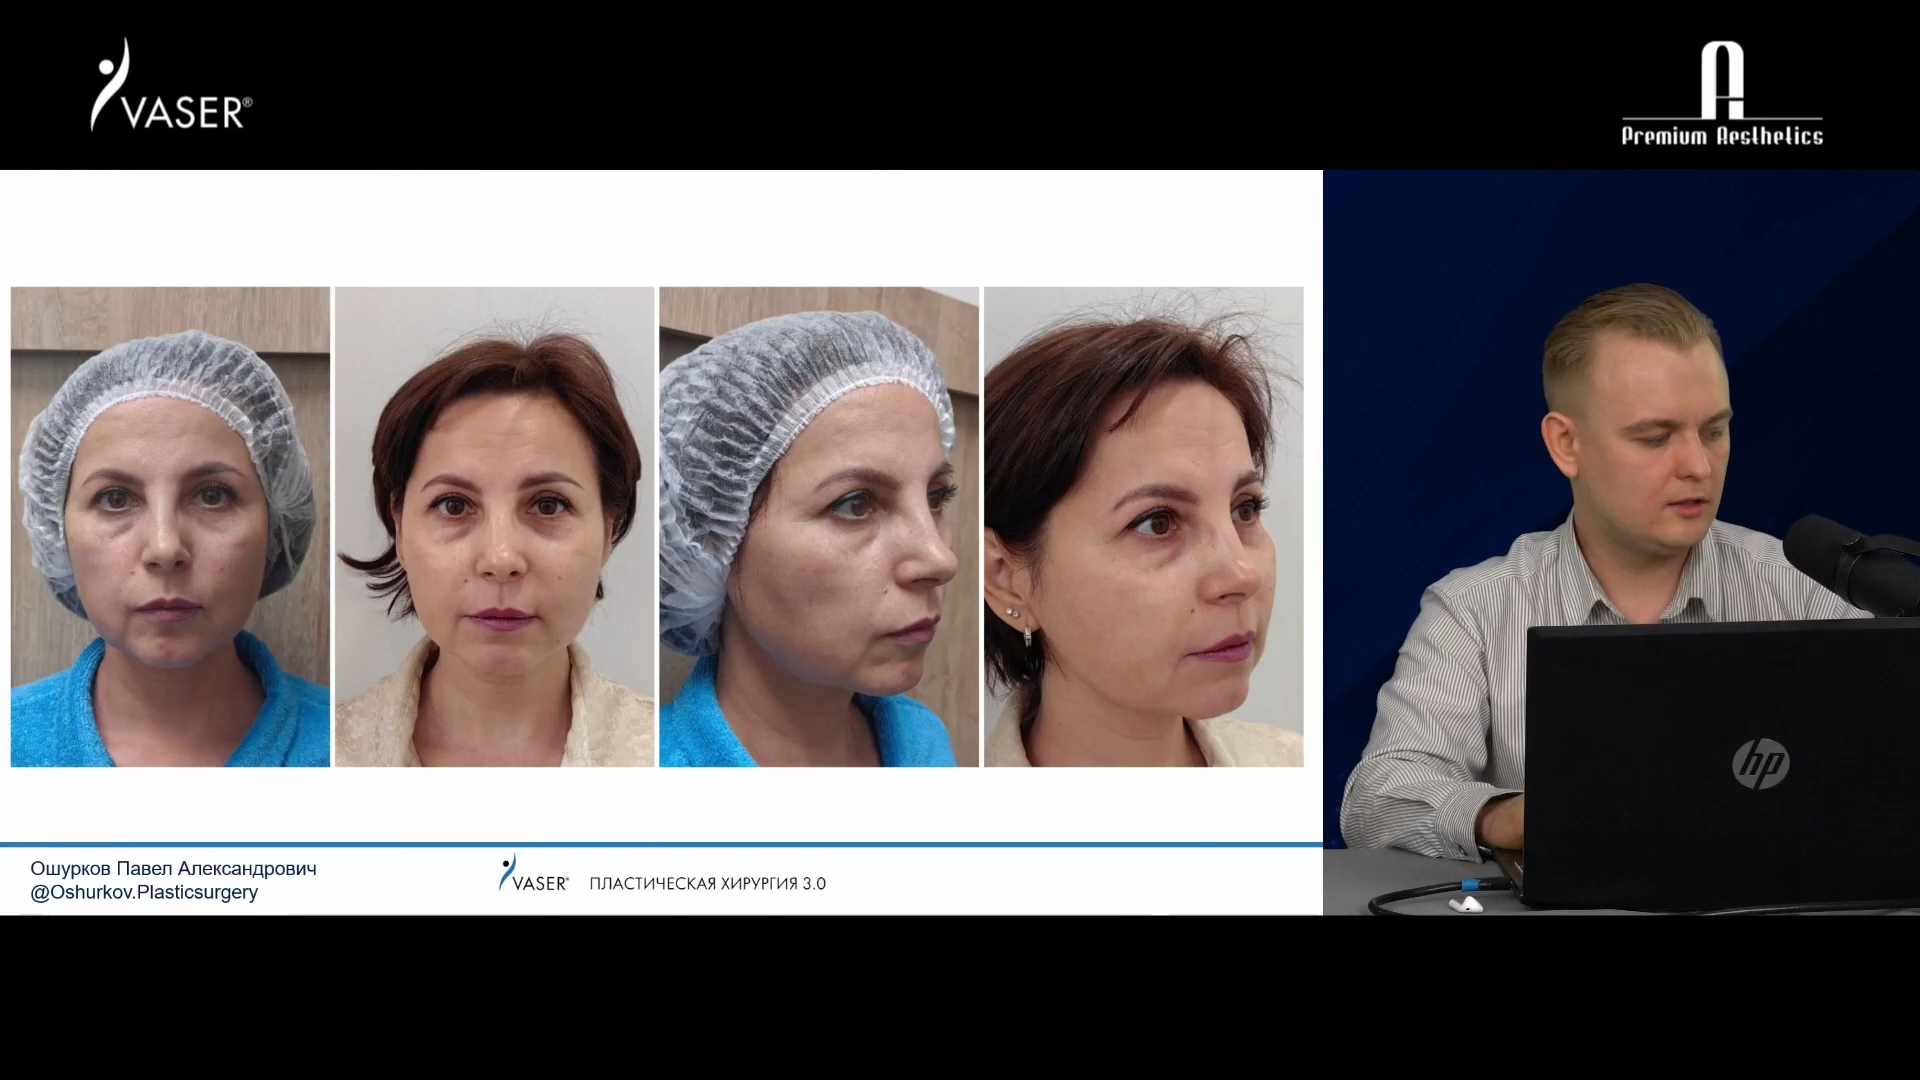 VASER®
Premium Aesthetics
Ошурков Павел Александрович
@Oshurkov.Plasticsurgery
VASER® ПЛАСТИЧЕСКАЯ ХИРУРГИЯ 3.0
hp